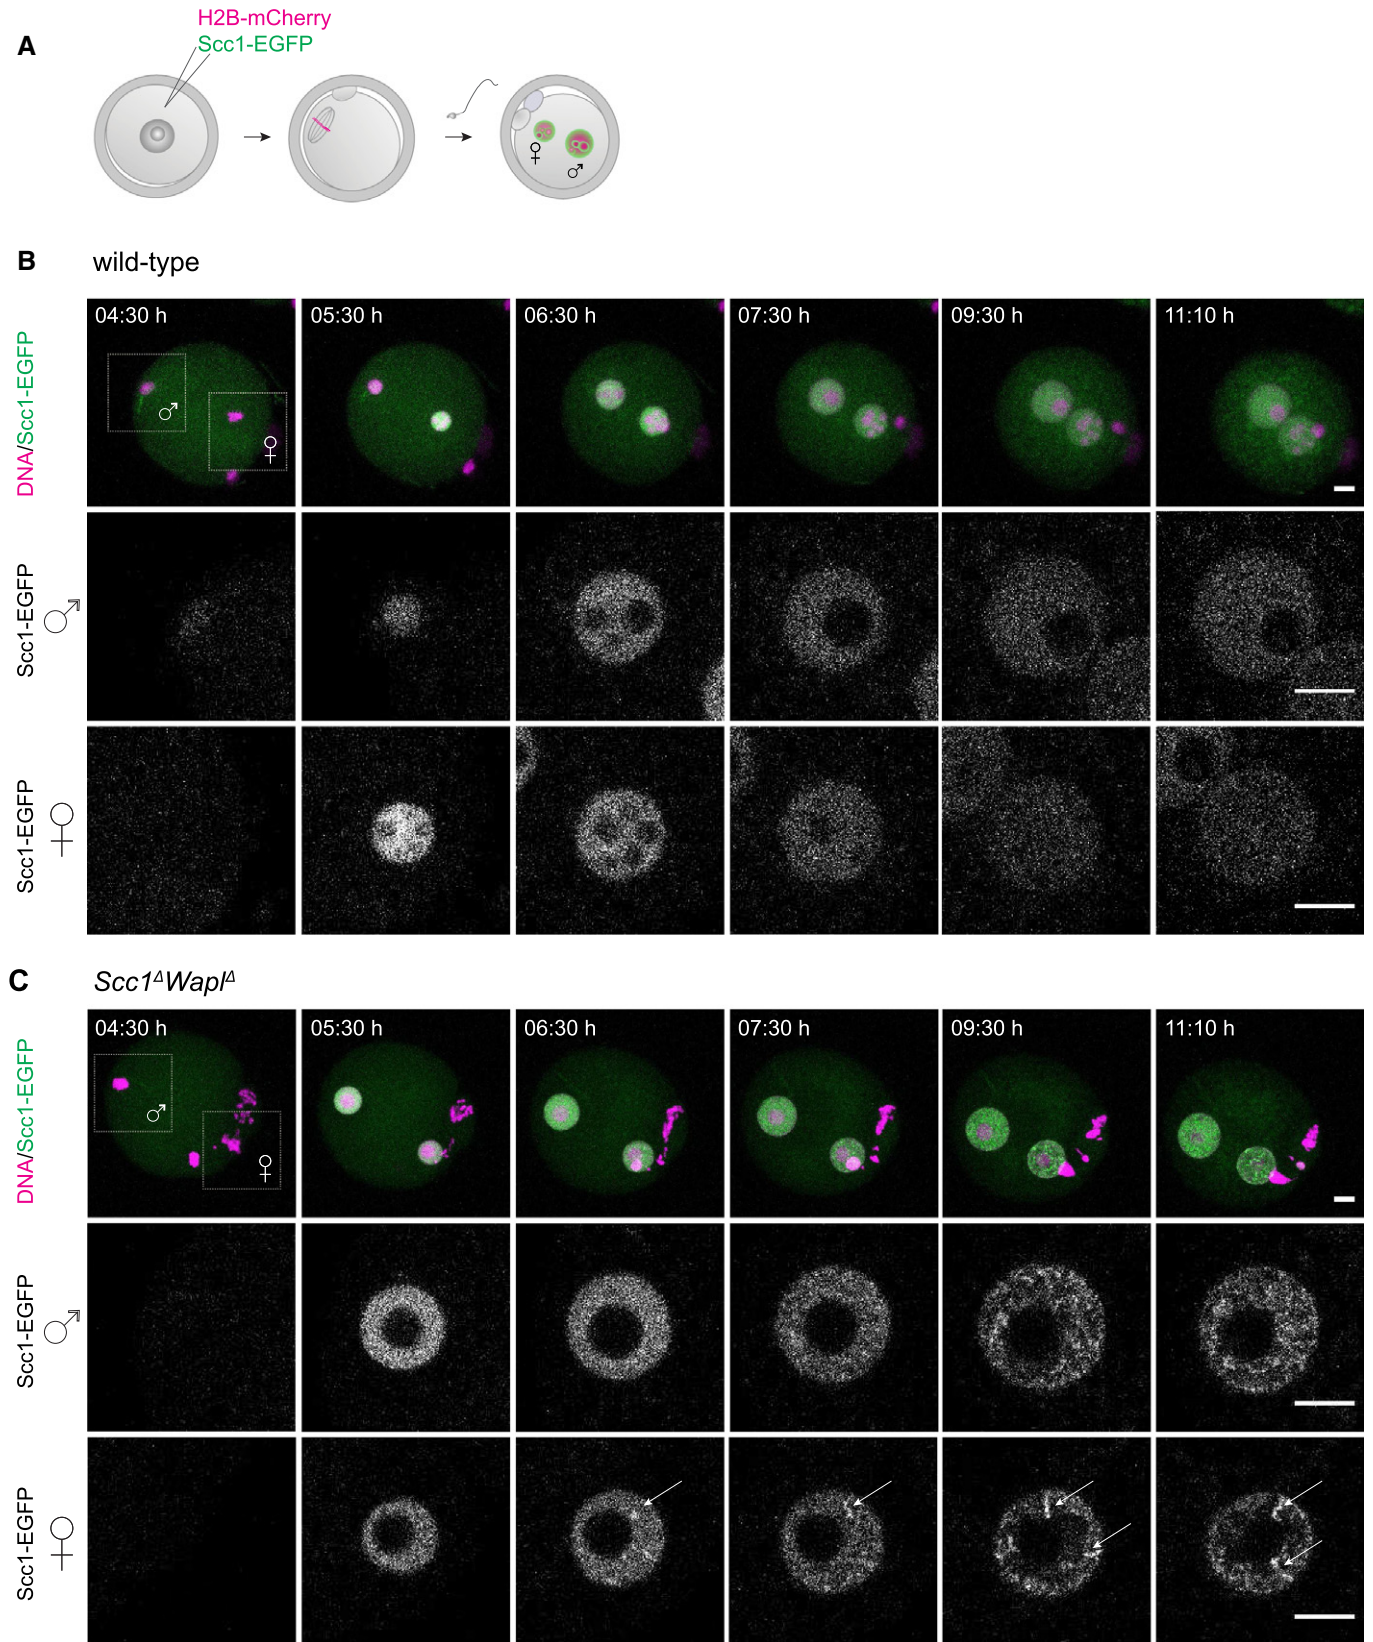 A
H2B-mCherry
Scc1-EGFP
♀
♂
B
wild-type
DNA/Scc1-EGFP
04:30 h
05:30 h
06:30 h
07:30 h
09:30 h
11:10 h
♂
♀
Scc1-EGFP ♂
Scc1-EGFP ♀
C
Scc1ΔWaplΔ
DNA/Scc1-EGFP
04:30 h
05:30 h
06:30 h
07:30 h
09:30 h
11:10 h
♂
♀
Scc1-EGFP ♂
Scc1-EGFP ♀